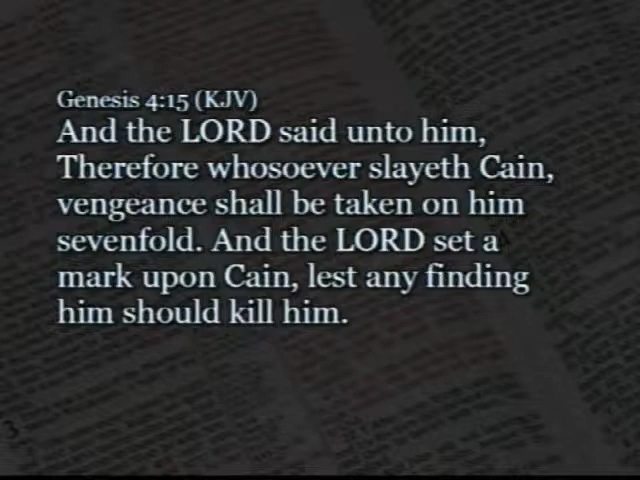 Genesis 4:15 (KJV)
And the LORD said unto him,
Therefore whosoever slayeth Cain,
vengeance shall be taken on him
sevenfold. And the LORD set a
mark upon Cain, lest any finding
him should kill him.